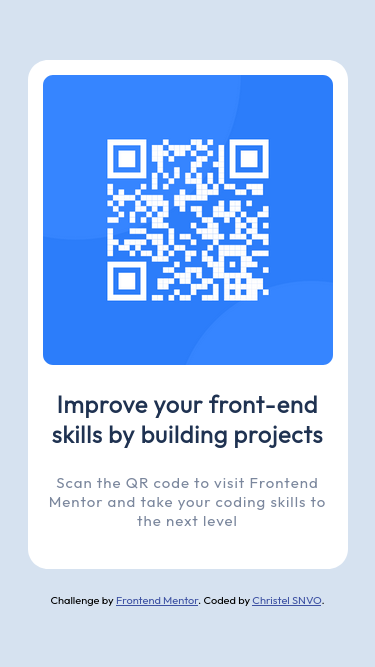 Improve your front-end
skills by building projects
Scan the QR code to visit Frontend
Mentor and take your coding skills to
the next level
Challenge by Frontend Mentor. Coded by Christel SNVO.